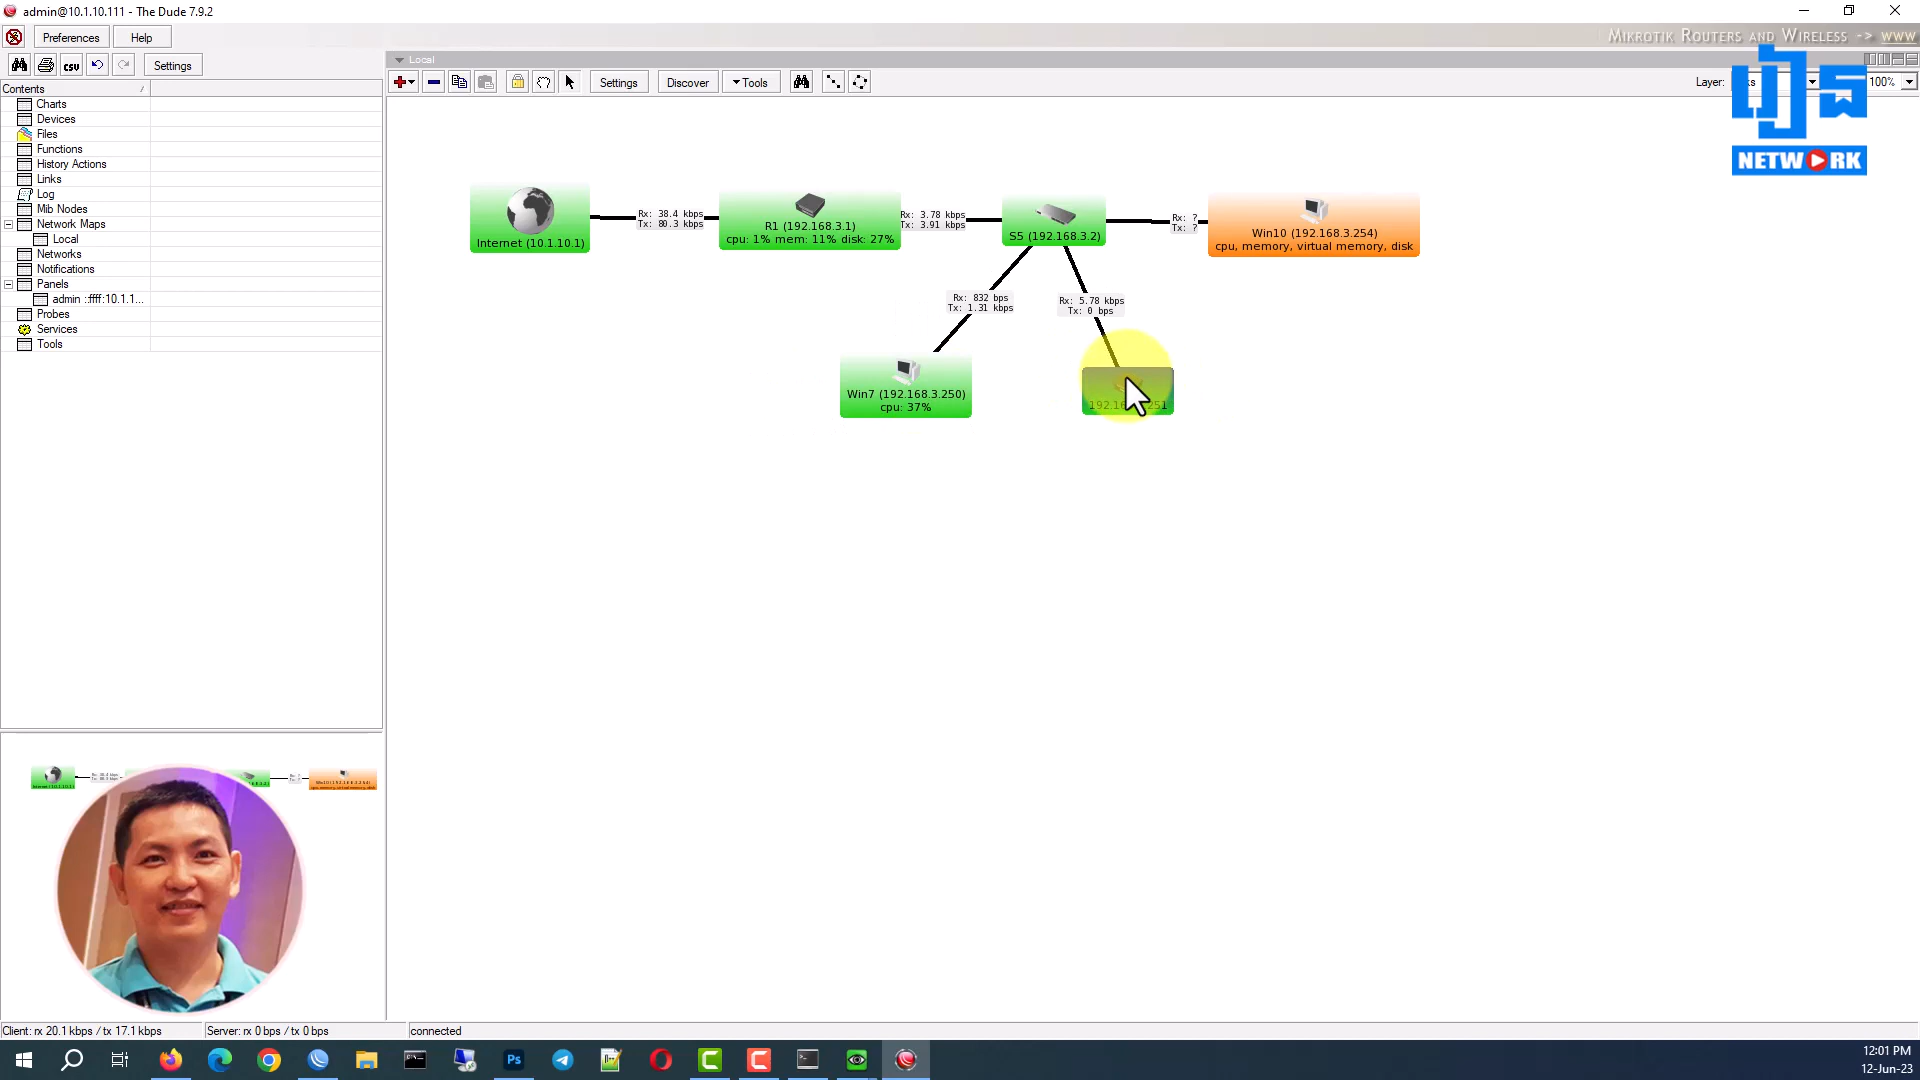 admin@10.1.10.111 - The Dude 7.9.2
Preferences
Help
MIKROTIK ROUTERS AND WIRELESS -> WWW
CSV
Settings
Local
Contents
/
Charts
Devices
Files
Functions
History Actions
Links
Log
Mib Nodes
Network Maps
Local
Networks
Notifications
Panels
admin ::ffff:10.1.1...
Probes
Services
Tools
Settings
Discover
Tools
Layer:
100%
NETWORK
Internet (10.1.10.1)
Rx: 38.4 kbps
Tx: 80.3 kbps
R1 (192.168.3.1)
cpu: 1% mem: 11% disk: 27%
Rx: 3.78 kbps
Tx: 3.91 kbps
S5 (192.168.3.2)
Rx: ?
Tx: ?
Win10 (192.168.3.254)
cpu, memory, virtual memory, disk
Rx: 832 bps
Tx: 1.31 kbps
Rx: 5.78 kbps
Tx: 0 bps
Win7 (192.168.3.250)
cpu: 37%
Client: rx 20.1 kbps / tx 17.1 kbps
Server: rx 0 bps / tx 0 bps
connected
Ps
12:01 PM
12-Jun-23